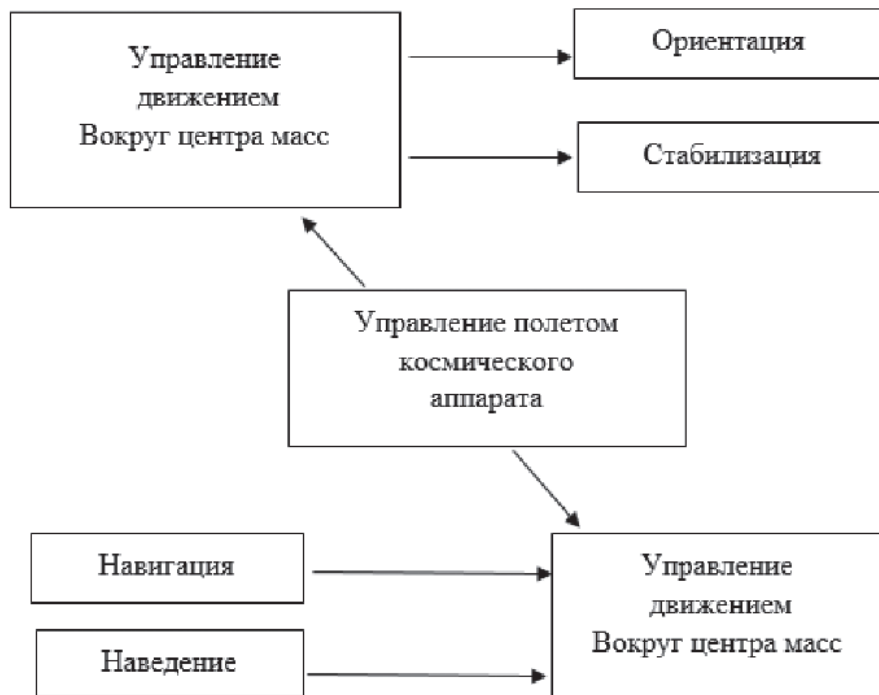 Управление
движением
Вокруг центра масс
Ориентация
Стабилизация
Управление полетом
космического
аппарата
Навигация
Наведение
Управление
движением
Вокруг центра масс